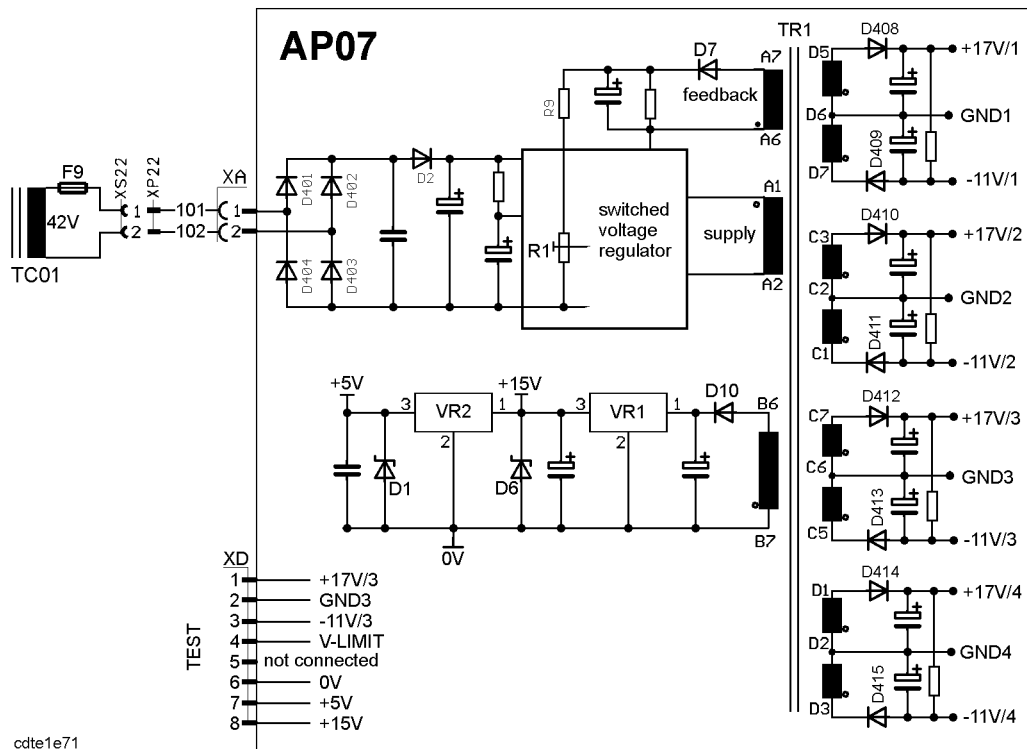 AP07
TR1
F9
42V
TC01
XS22
1
2
XP22
101
102
XA
1
2
D401
D402
D404
D403
D2
R9
D7
feedback
A7
A6
switched
voltage
regulator
R1
A1
supply
A2
D5
D6
D7
D408
D409
+17V/1
GND1
-11V/1
C3
C2
C1
D410
D411
+17V/2
GND2
-11V/2
C7
C6
C5
D412
D413
+17V/3
GND3
-11V/3
D1
D2
D3
D414
D415
+17V/4
GND4
-11V/4
+5V
3
VR2
1
2
D1
+15V
D6
3
VR1
1
2
D10
B6
B7
0V
XD
TEST
1 +17V/3
2 GND3
3 -11V/3
4 V-LIMIT
5 not connected
6 0V
7 +5V
8 +15V
cdte1e71